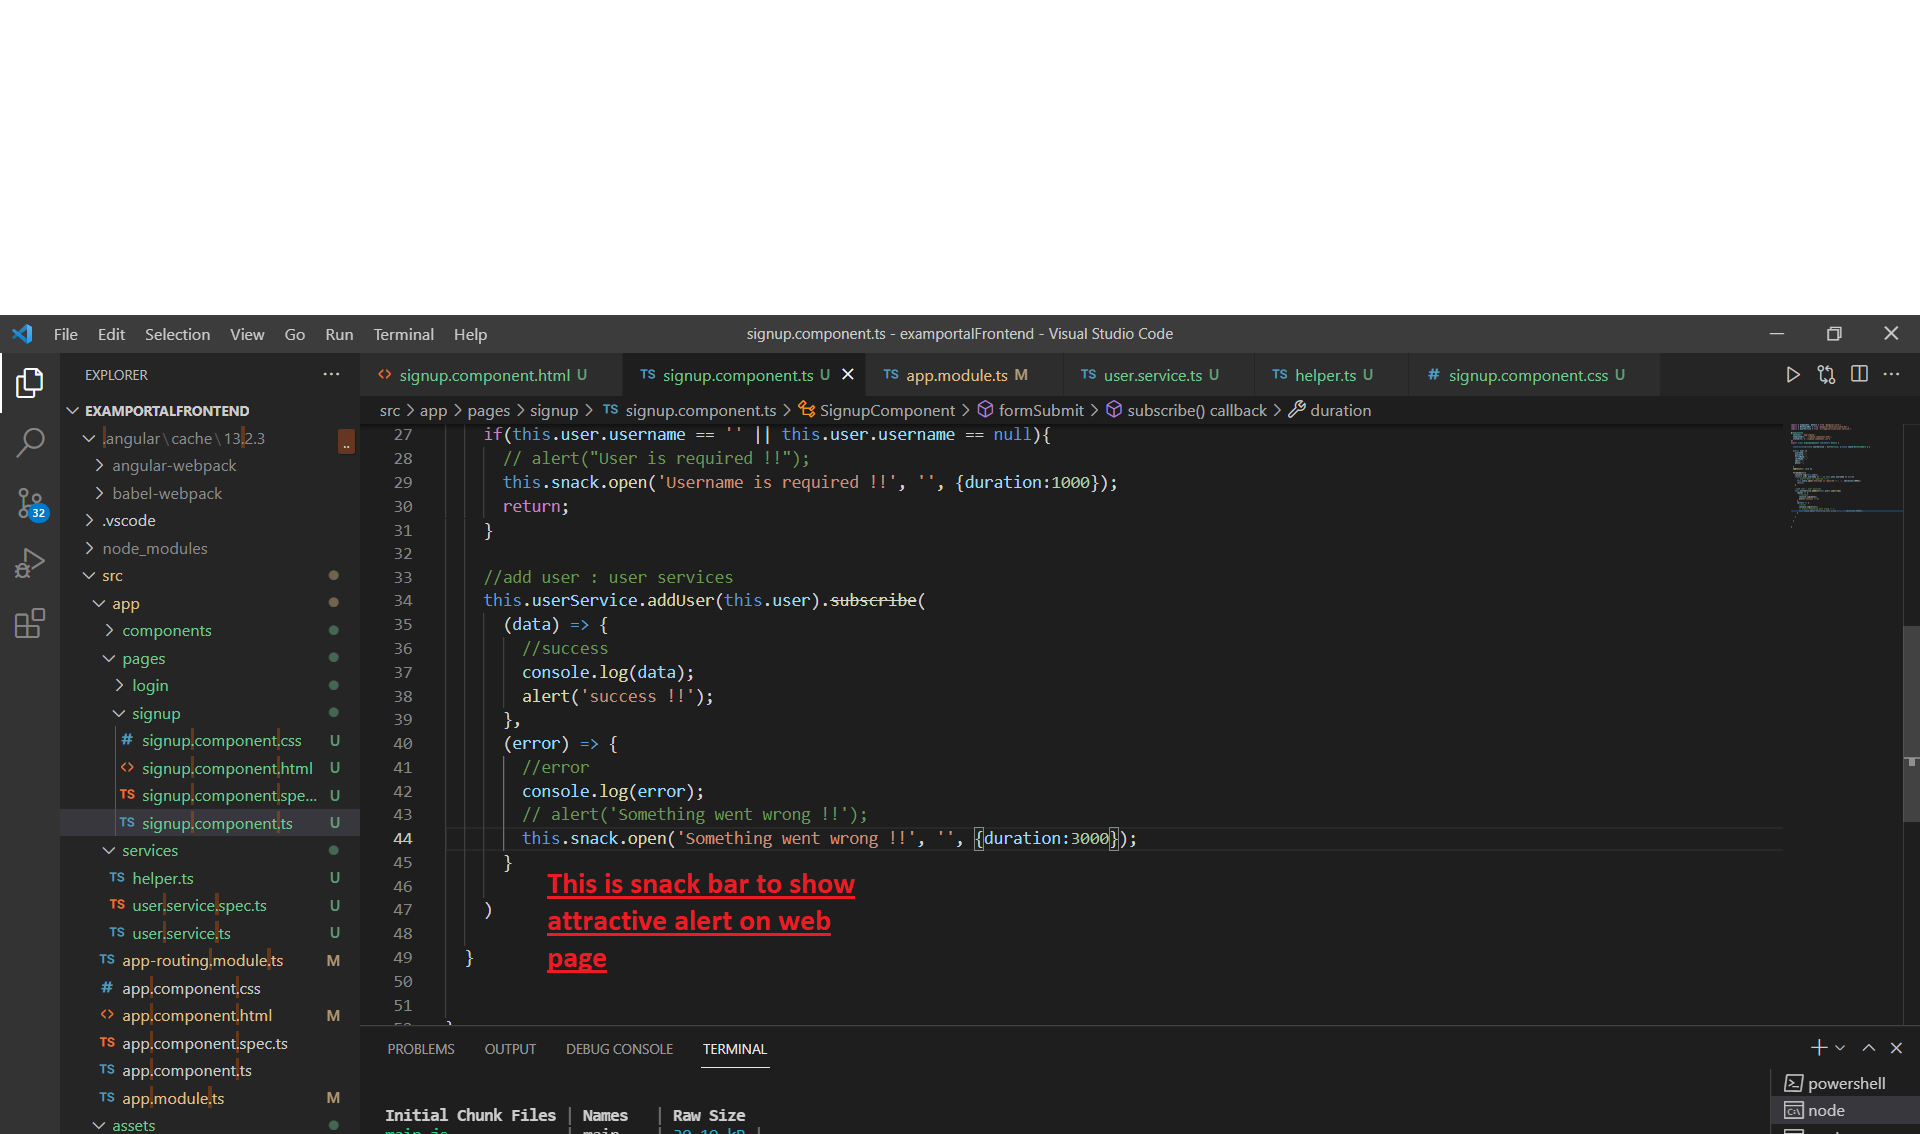 File Edit Selection View Go Run Terminal Help
signup.component.ts - examportalFrontend - Visual Studio Code
EXPLORER ...
signup.component.html U
signup.component.ts U
app.module.ts M
user.service.ts U
helper.ts U
signup.component.css U
src > app > pages > signup > TS signup.component.ts > SignupComponent > formSubmit > subscribe() callback > duration
EXAMPORTALFRONTEND
.angular\cache\13.2.3
angular-webpack
babel-webpack
.vscode
node_modules
src
app
components
pages
login
signup
# signup.component.css U
<> signup.component.html U
TS signup.component.spe... U
TS signup.component.ts U
services
TS helper.ts U
TS user.service.spec.ts U
TS user.service.ts U
TS app-routing.module.ts M
# app.component.css
<> app.component.html M
TS app.component.spec.ts
TS app.component.ts
TS app.module.ts M
assets
32
27 if(this.user.username == '' || this.user.username == null){
28 // alert("User is required !!");
29 this.snack.open('Username is required !!', '', {duration:1000});
30 return;
31 }
32
33 //add user : user services
34 this.userService.addUser(this.user).subscribe(
35 (data) => {
36 //success
37 console.log(data);
38 alert('success !!');
39 },
40 (error) => {
41 //error
42 console.log(error);
43 // alert('Something went wrong !!');
44 this.snack.open('Something went wrong !!', '', {duration:3000});
45 }
46
47 )
48
49 }
50
51
This is snack bar to show
attractive alert on web
page
PROBLEMS OUTPUT DEBUG CONSOLE TERMINAL
powershell
node
Initial Chunk Files | Names | Raw Size